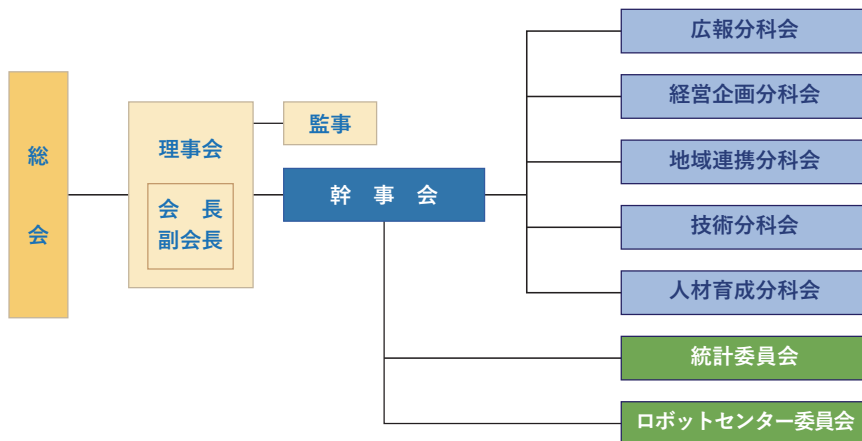 総会
理事会
会　長
副会長
監事
幹　事　会
広報分科会
経営企画分科会
地域連携分科会
技術分科会
人材育成分科会
統計委員会
ロボットセンター委員会